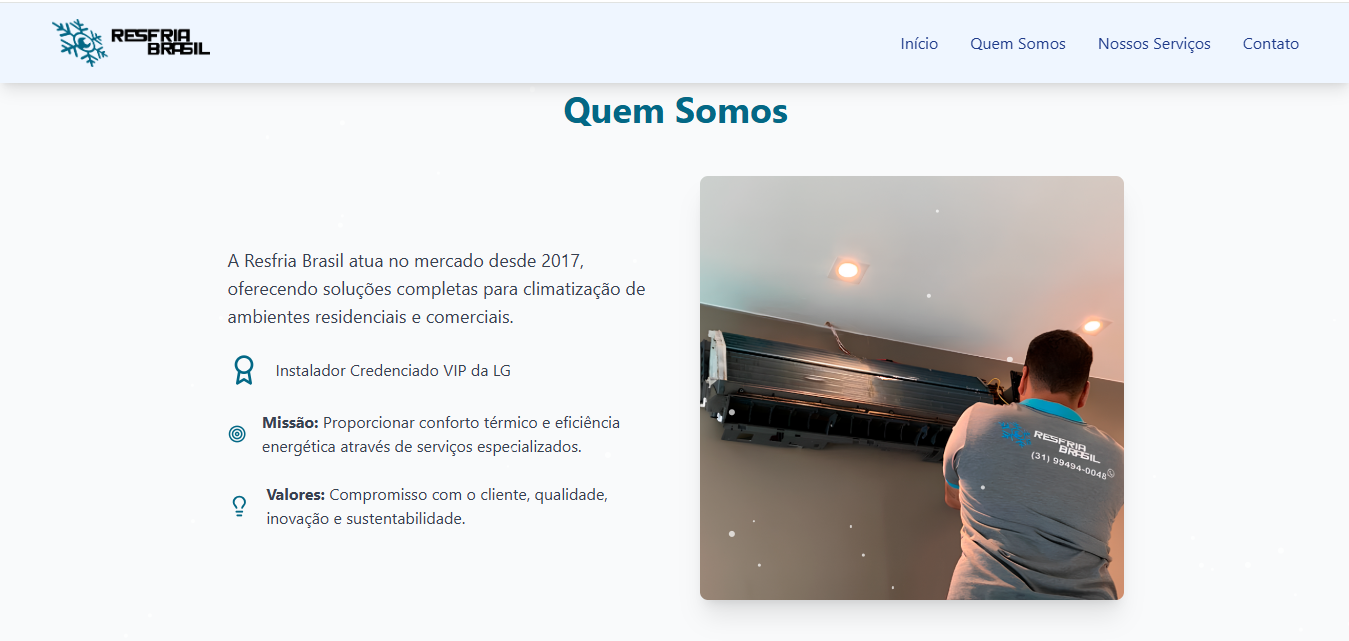 RESFRIA
BRASIL
Início
Quem Somos
Nossos Serviços
Contato
Quem Somos
A Resfria Brasil atua no mercado desde 2017,
oferecendo soluções completas para climatização de
ambientes residenciais e comerciais.
Instalador Credenciado VIP da LG
Missão: Proporcionar conforto térmico e eficiência
energética através de serviços especializados.
Valores: Compromisso com o cliente, qualidade,
inovação e sustentabilidade.
RESFRIA
BRASIL
(31) 99494-0048